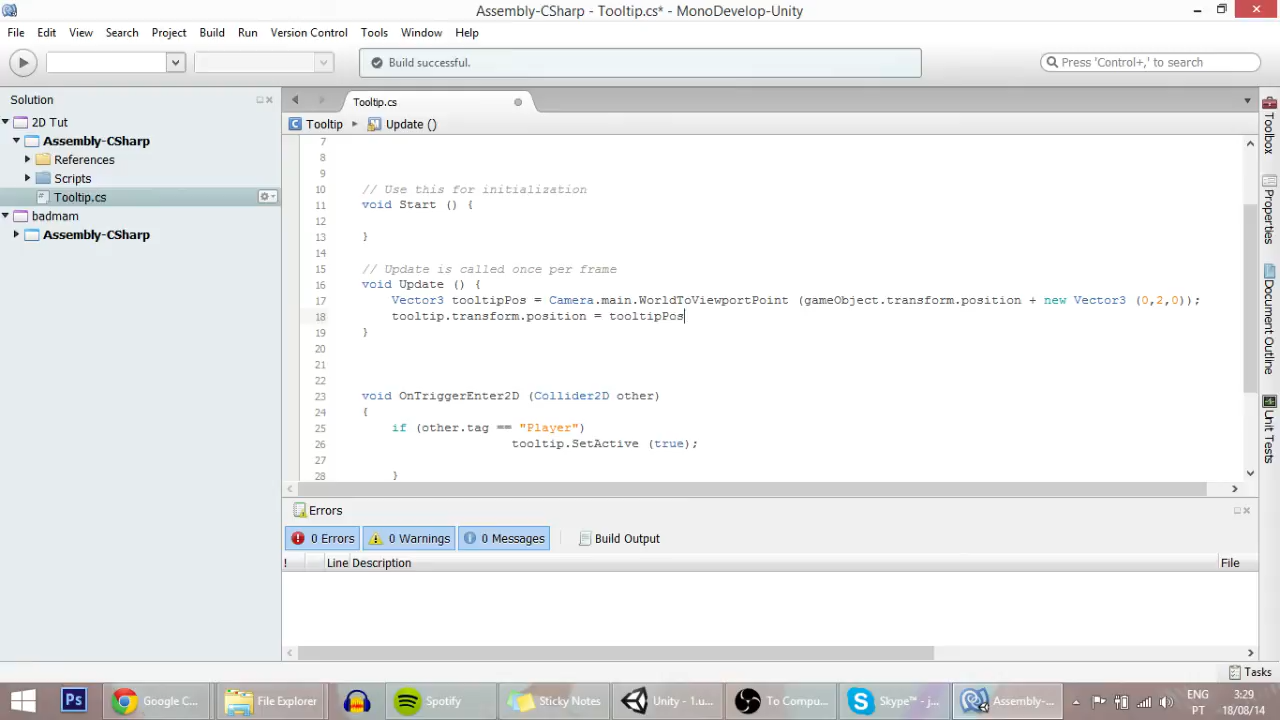 Assembly-CSharp - Tooltip.cs* - MonoDevelop-Unity
File Edit View Search Project Build Run Version Control Tools Window Help
Build successful.
Press 'Control+,' to search
Solution
Tooltip.cs
2D Tut
Tooltip Update ()
Assembly-CSharp
References
Scripts
Tooltip.cs
badmam
Assembly-CSharp
7
8
9
10 // Use this for initialization
11 void Start () {
12
13 }
14
15 // Update is called once per frame
16 void Update () {
17 Vector3 tooltipPos = Camera.main.WorldToViewportPoint (gameObject.transform.position + new Vector3 (0,2,0));
18 tooltip.transform.position = tooltipPos
19 }
20
21
22
23 void OnTriggerEnter2D (Collider2D other)
24 {
25 if (other.tag == "Player")
26 tooltip.SetActive (true);
27
28 }
Toolbox
Properties
Document Outline
Unit Tests
Errors
0 Errors 0 Warnings 0 Messages Build Output
! Line Description File
Tasks
Ps Google C... File Explorer Spotify Sticky Notes Unity - 1.u... To Compu... Skype™ - j... Assembly-...
ENG 3:29
PT 18/08/14